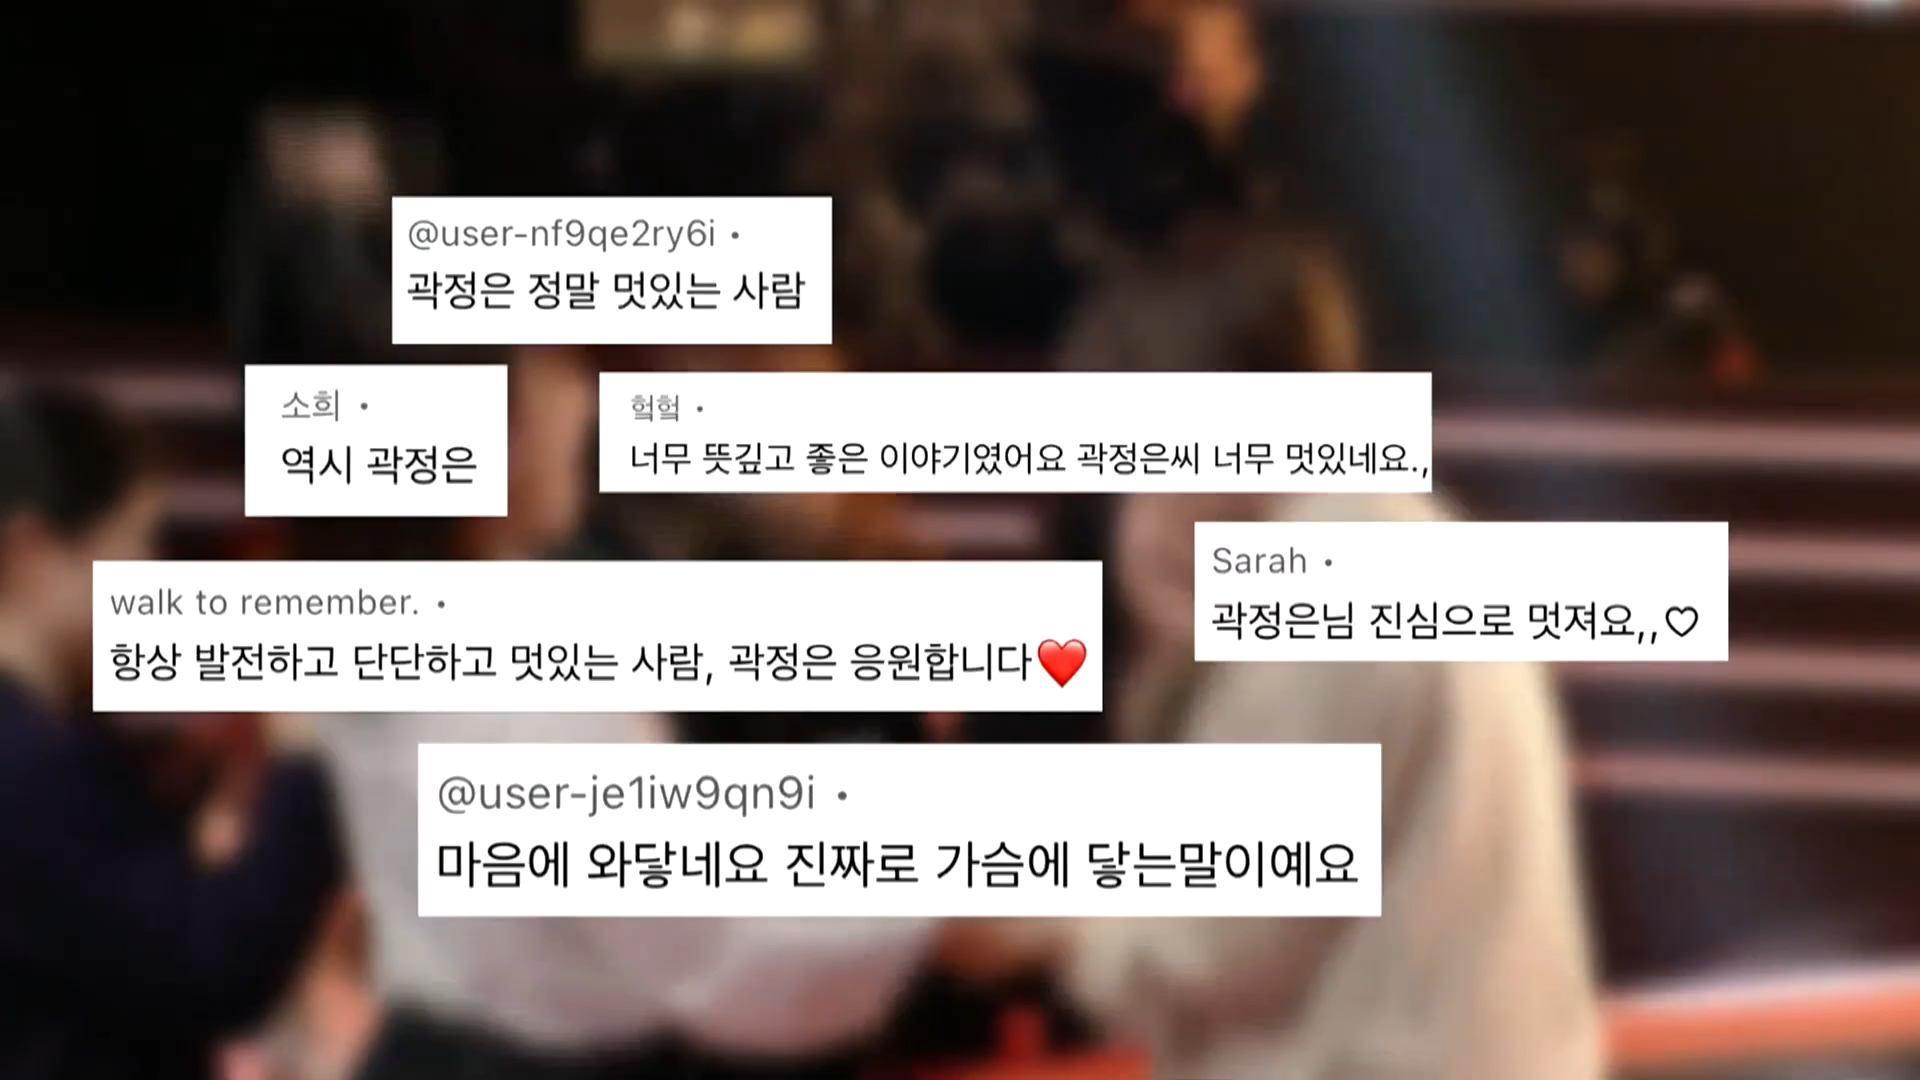 @user-nf9qe2ry6i •
곽정은 정말 멋있는 사람
소희 •
역시 곽정은
헠헠 •
너무 뜻깊고 좋은 이야기였어요 곽정은씨 너무 멋있네요.,
Sarah •
곽정은님 진심으로 멋져요,,♡
walk to remember. •
항상 발전하고 단단하고 멋있는 사람, 곽정은 응원합니다❤️
@user-je1iw9qn9i •
마음에 와닿네요 진짜로 가슴에 닿는말이예요